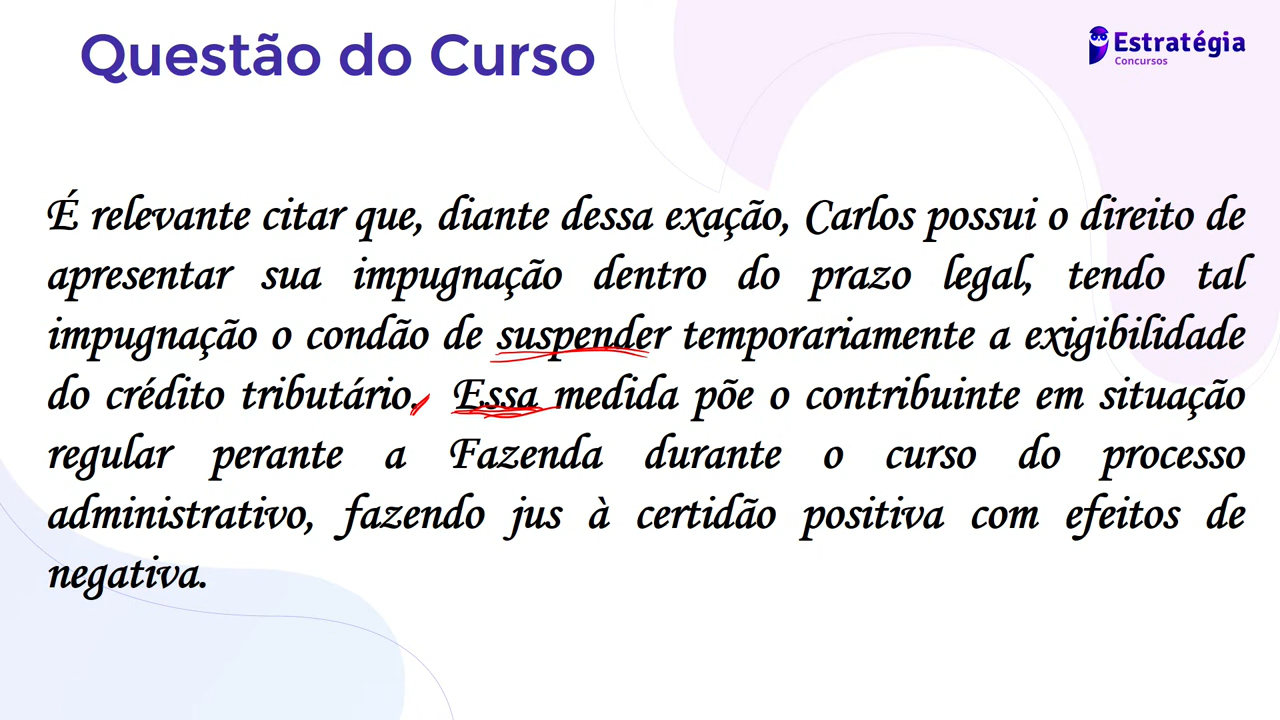 Questão do Curso
Estratégia
Concursos
É relevante citar que, diante dessa exação, Carlos possui o direito de
apresentar sua impugnação dentro do prazo legal, tendo tal
impugnação o condão de suspender temporariamente a exigibilidade
do crédito tributário. Essa medida põe o contribuinte em situação
regular perante a Fazenda durante o curso do processo
administrativo, fazendo jus à certidão positiva com efeitos de
negativa.